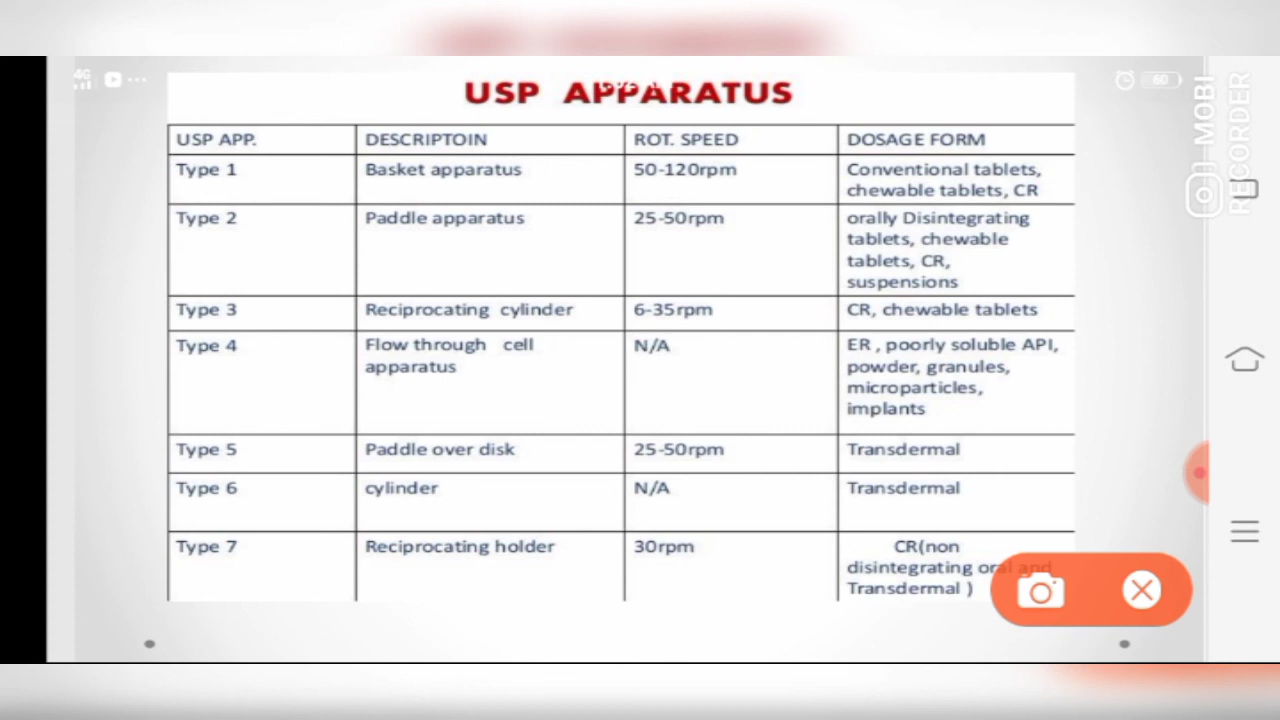 4G
60
USP APPARATUS
USP APP. DESCRIPTOIN ROT. SPEED DOSAGE FORM
Type 1 Basket apparatus 50-120rpm Conventional tablets,
chewable tablets, CR
Type 2 Paddle apparatus 25-50rpm orally Disintegrating
tablets, chewable
tablets, CR,
suspensions
Type 3 Reciprocating cylinder 6-35rpm CR, chewable tablets
Type 4 Flow through cell
apparatus
N/A ER , poorly soluble API,
powder, granules,
microparticles,
implants
Type 5 Paddle over disk 25-50rpm Transdermal
Type 6 cylinder N/A Transdermal
Type 7 Reciprocating holder 30rpm CR(non
disintegrating oral and
Transdermal )
MOBI
RECORDER